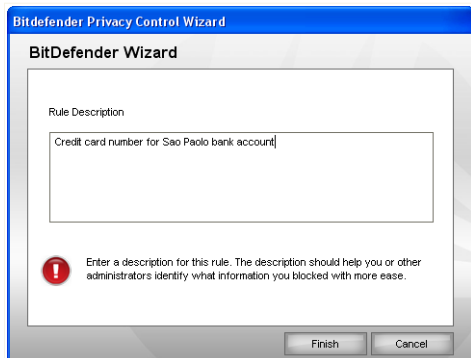 Bitdefender Privacy Control Wizard
BitDefender Wizard
Rule Description
Credit card number for Sao Paolo bank account
Enter a description for this rule. The description should help you or other
administrators identify what information you blocked with more ease.
Finish Cancel